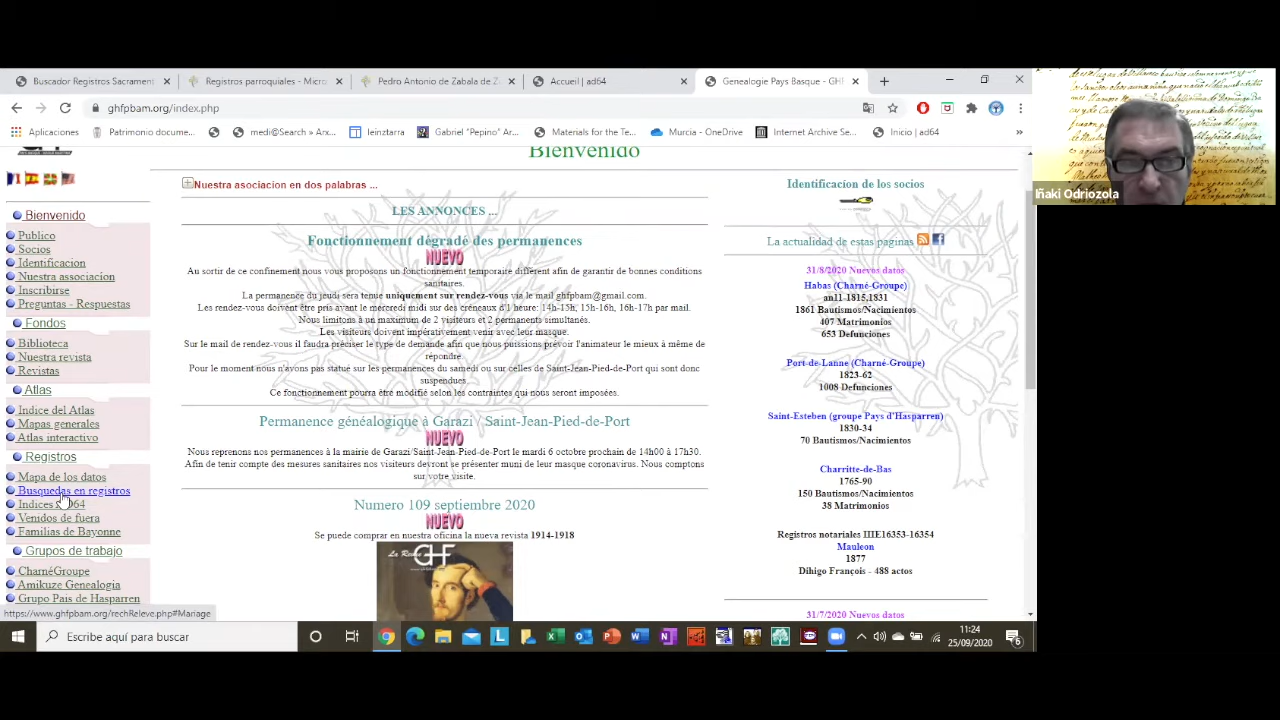 Buscador Registros Sacrament
Registros parroquiales - Micro
Pedro Antonio de Zabala de Z
Accueil | ad64
Genealogie Pays Basque - GH
ghfpbam.org/index.php
Aplicaciones
Patrimonio docume...
medi@Search » Arx...
leinztarra
Gabriel "Pepino" Ar...
Materials for the Te...
Murcia - OneDrive
Internet Archive Se...
Inicio | ad64
»
Bienvenido
Publico
Socios
Identificacion
Nuestra associacion
Inscribirse
Preguntas - Respuestas
Fondos
Biblioteca
Nuestra revista
Revistas
Atlas
Indice del Atlas
Mapas generales
Atlas interactivo
Registros
Mapa de los datos
Busquedas en registros
Indices 64
Venidos de fuera
Familias de Bayonne
Grupos de trabajo
CharnéGroupe
Amikuze Genealogia
Grupo Pais de Hasparren
https://www.ghfpbam.org/rechReleve.php#Mariage
Bienvenido
Nuestra asociacion en dos palabras ...
LES ANNONCES ...
Fonctionnement dégradé des permanences
NUEVO
Au sortir de ce confinement nous vous proposons un fonctionnement temporaire différent afin de garantir de bonnes conditions
sanitaires.
La permanence du jeudi sera tenue uniquement sur rendez-vous via le mail ghfpbam@gmail.com.
Les rendez-vous doivent être pris avant le mercredi midi sur des créneaux d'1 heure: 14h-15h, 15h-16h, 16h-17h par mail.
Nous limitons à un maximum de 2 visiteurs et 2 permanents simultanés.
Les visiteurs doivent impérativement venir avec leur masque.
Sur le mail de rendez-vous il faudra préciser le type de demande afin que nous puissions prévoir l'animateur le mieux à même de
répondre.
Pour le moment nous n'avons pas statué sur les permanences du samedi ou sur celles de Saint-Jean-Pied-de-Port qui sont donc
suspendues.
Ce fonctionnement pourra être modifié selon les contraintes qui nous seront imposées.
Permanence généalogique à Garazi / Saint-Jean-Pied-de-Port
NUEVO
Nous reprenons nos permanences à la mairie de Garazi/Saint-Jean-Pied-de-Port le mardi 6 octobre prochain de 14h00 à 17h30.
Afin de tenir compte des mesures sanitaires nos visiteurs devront se présenter muni de leur masque coronavirus. Nous comptons
sur votre visite.
Numero 109 septiembre 2020
NUEVO
Se puede comprar en nuestra oficina la nueva revista 1914-1918
La Revue GHF
Identificacíon de los socios
La actualidad de estas paginas
31/8/2020 Nuevos datos
Habas (Charné-Groupe)
an11-1815,1831
1861 Bautismos/Nacimientos
407 Matrimonios
653 Defunciones
Port-de-Lanne (Charné-Groupe)
1823-62
1008 Defunciones
Saint-Esteben (groupe Pays d'Hasparren)
1830-34
70 Bautismos/Nacimientos
Charritte-de-Bas
1765-90
150 Bautismos/Nacimientos
38 Matrimonios
Registros notariales IIIE16353-16354
Mauleon
1877
Dihigo François - 488 actos
31/7/2020 Nuevos datos
Escribe aquí para buscar
11:24
25/09/2020
6
Iñaki Odriozola